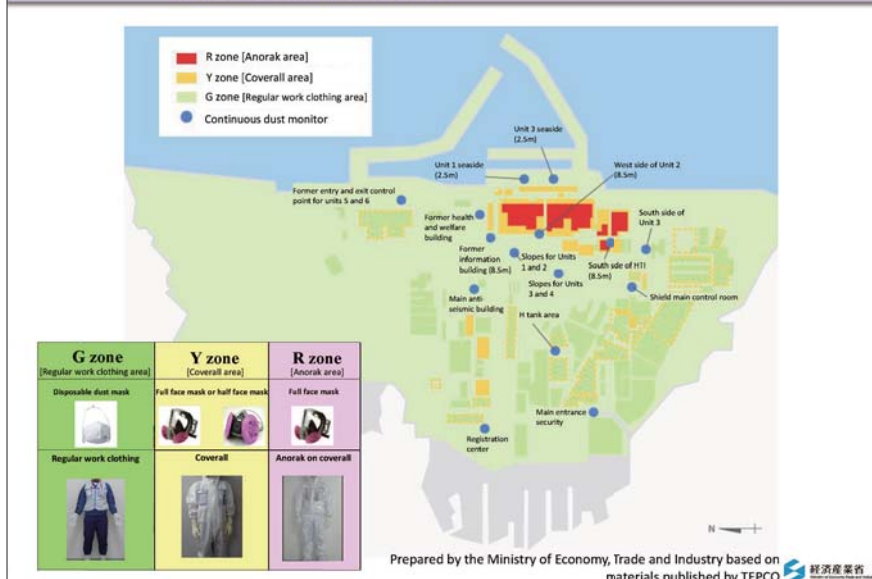 R zone [Anorak area]
Y zone [Coverall area]
G zone [Regular work clothing area]
Continuous dust monitor
Unit 3 seaside
(2.5m)
Unit 1 seaside
(2.5m)
West side of Unit 2
(8.5m)
Former entry and exit control
point for units 5 and 6
Former health
and welfare
building
South side of
Unit 3
Former
information
building (8.5m)
Slopes for Units
1 and 2
South side of HTI
(8.5m)
Slopes for Units
3 and 4
Shield main control room
Main anti-
seismic building
H tank area
Main entrance
security
Registration
center
G zone
[Regular work clothing area]
Y zone
[Coverall area]
R zone
[Anorak area]
Disposable dust mask
Full face mask or half face mask
Full face mask
Regular work clothing
Coverall
Anorak on coverall
N
Prepared by the Ministry of Economy, Trade and Industry based on
materials published by TEPCO
経済産業省